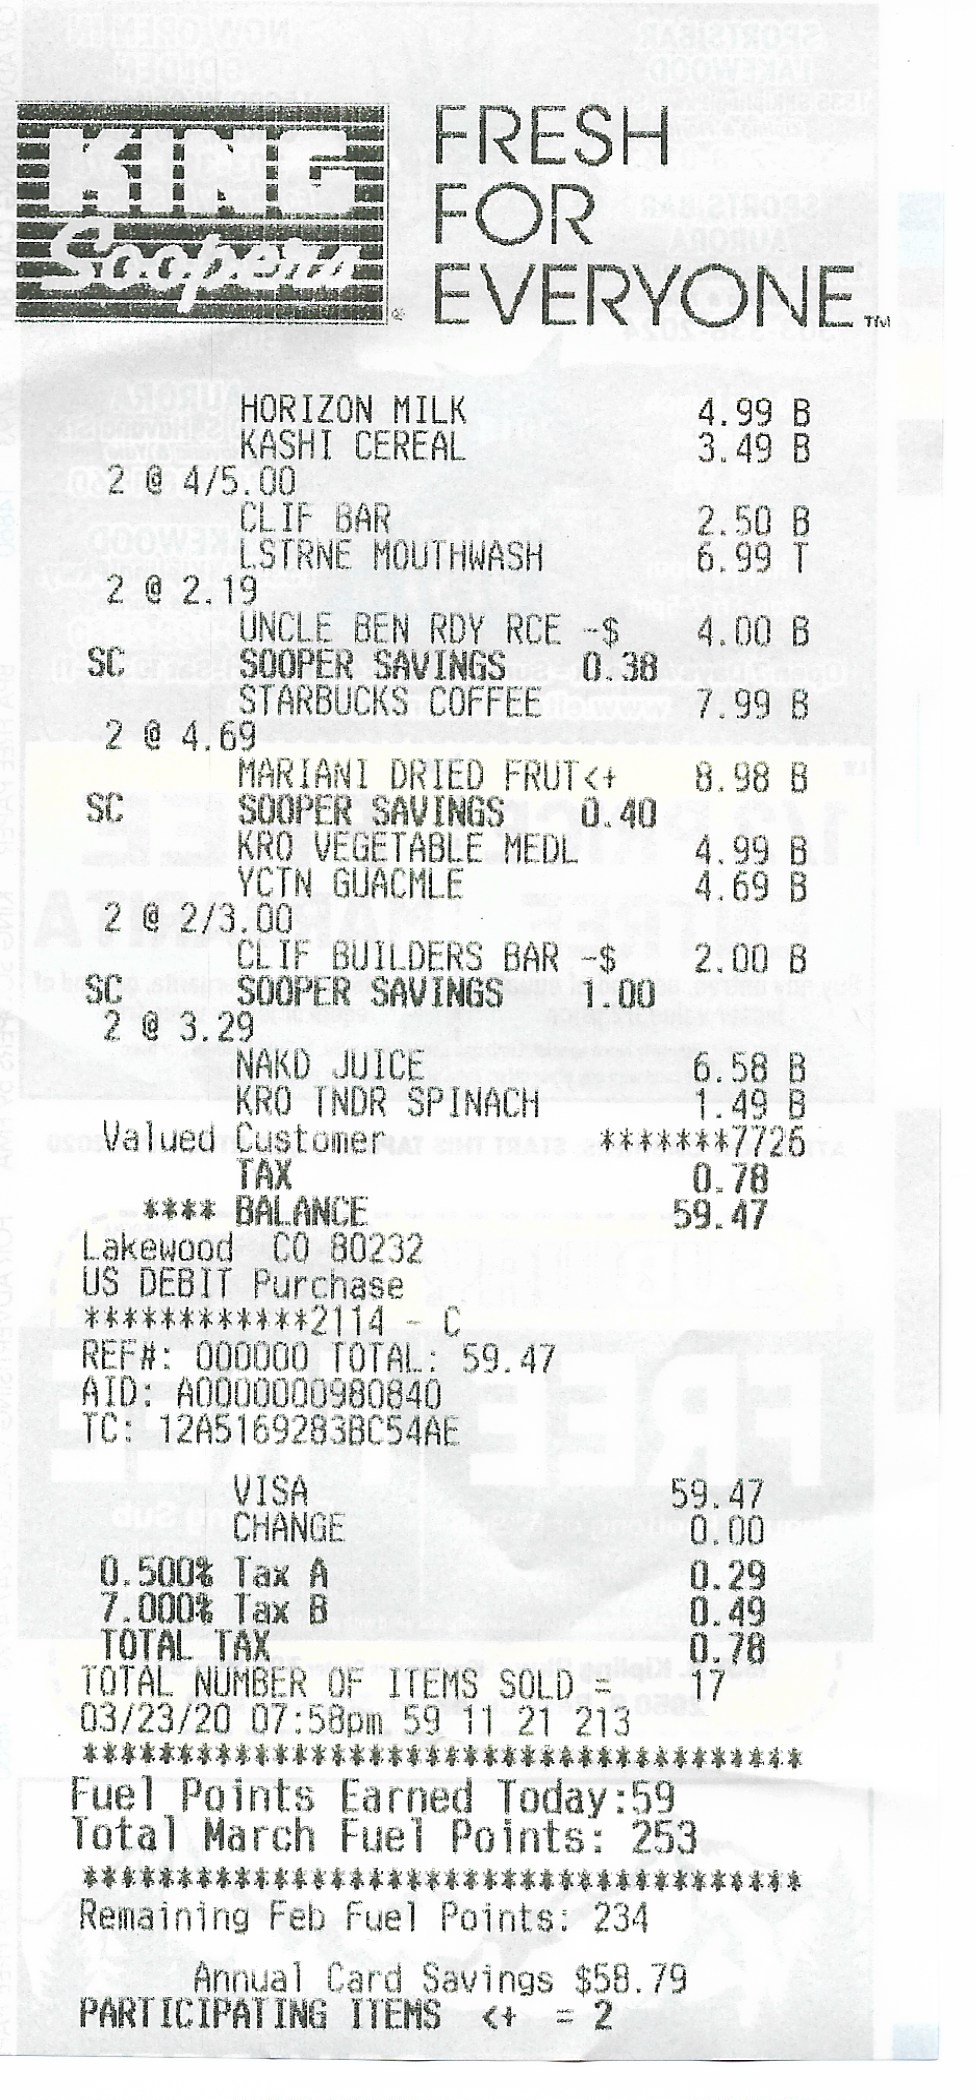 KING
Soopers
FRESH
FOR
EVERYONE™
HORIZON MILK 4.99 B
KASHI CEREAL 3.49 B
2 @ 4/5.00
CLIF BAR 2.50 B
LSTRNE MOUTHWASH 6.99 T
2 @ 2.19
UNCLE BEN RDY RCE -$ 4.00 B
SC SOOPER SAVINGS 0.38
STARBUCKS COFFEE 7.99 B
2 @ 4.69
MARIANI DRIED FRUT<+ 8.98 B
SC SOOPER SAVINGS 0.40
KRO VEGETABLE MEDL 4.99 B
YCTN GUACMLE 4.69 B
2 @ 2/3.00
CLIF BUILDERS BAR -$ 2.00 B
SC SOOPER SAVINGS 1.00
2 @ 3.29
NAKD JUICE 6.58 B
KRO TNDR SPINACH 1.49 B
Valued Customer *******7726
TAX 0.78
**** BALANCE 59.47
Lakewood CO 80232
US DEBIT Purchase
************2114 - C
REF#: 000000 TOTAL: 59.47
AID: A0000000980840
TC: 12A5169283BC54AE
VISA 59.47
CHANGE 0.00
0.500% Tax A 0.29
7.000% Tax B 0.49
TOTAL TAX 0.78
TOTAL NUMBER OF ITEMS SOLD = 17
03/23/20 07:58pm 59 11 21 213
**************************************
Fuel Points Earned Today:59
Total March Fuel Points: 253
**************************************
Remaining Feb Fuel Points: 234
Annual Card Savings $58.79
PARTICIPATING ITEMS <+ = 2